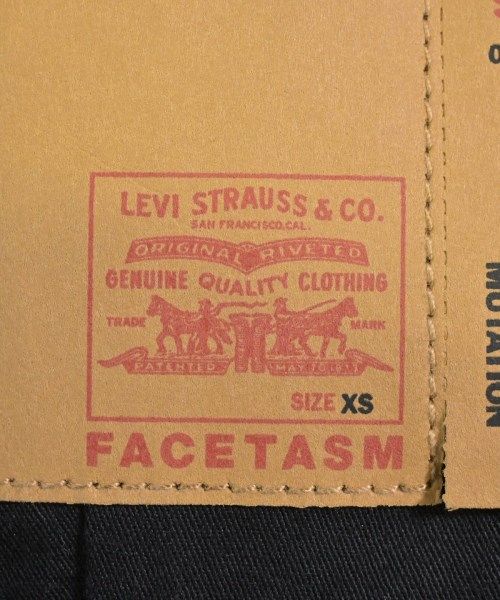 LEVI STRAUSS & CO.
SAN FRANCISCO, CAL.
ORIGINAL RIVETED
GENUINE QUALITY CLOTHING
TRADE MARK
PATENTED MAY 20 1873
SIZE XS
FACETASM
MUTATION